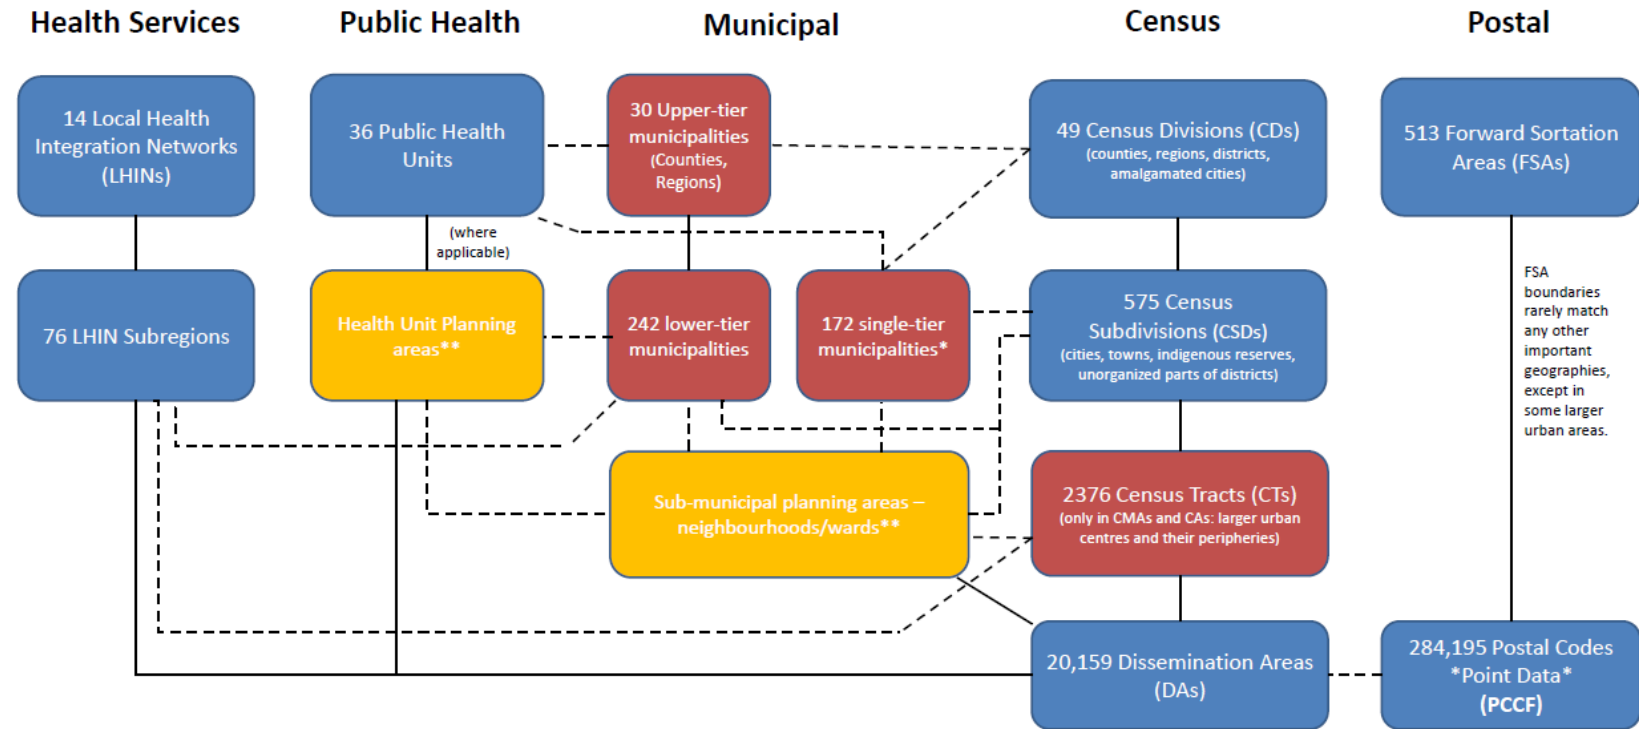 Health Services
Public Health
Municipal
Census
Postal
14 Local Health
Integration Networks
(LHINs)
36 Public Health
Units
30 Upper-tier
municipalities
(Counties,
Regions)
49 Census Divisions (CDs)
(counties, regions, districts,
amalgamated cities)
513 Forward Sortation
Areas (FSAs)
(where
applicable)
76 LHIN Subregions
Health Unit Planning
areas**
242 lower-tier
municipalities
172 single-tier
municipalities*
575 Census
Subdivisions (CSDs)
(cities, towns, indigenous reserves,
unorganized parts of districts)
FSA
boundaries
rarely match
any other
important
geographies,
except in
some larger
urban areas.
Sub-municipal planning areas –
neighbourhoods/wards**
2376 Census Tracts (CTs)
(only in CMAs and CAs: larger urban
centres and their peripheries)
20,159 Dissemination Areas
(DAs)
284,195 Postal Codes
*Point Data*
(PCCF)